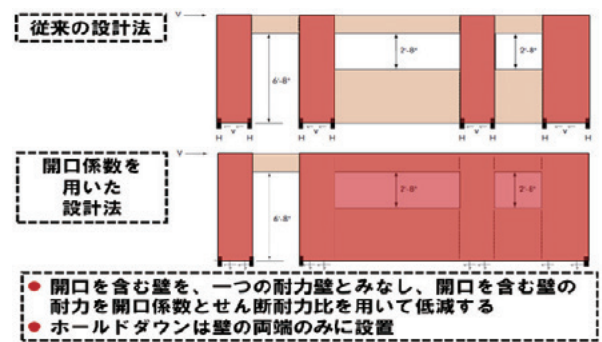 従来の設計法
V
6'-8"
2'-8"
2'-8"
V
V
V
V
H
H
H
H
H
H
H
H
開口係数を
用いた
設計法
V
6'-8"
2'-8"
2'-8"
● 開口を含む壁を、一つの耐力壁とみなし、開口を含む壁の
耐力を開口係数とせん断耐力比を用いて低減する
● ホールドダウンは壁の両端のみに設置